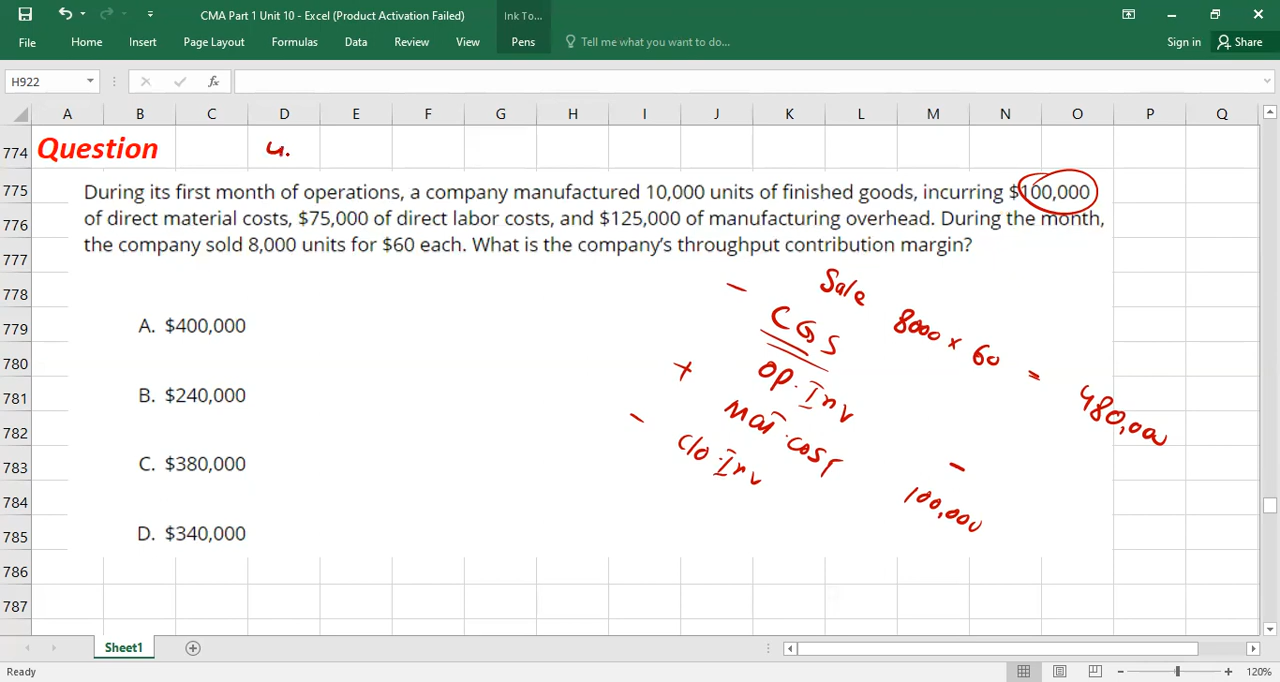 CMA Part 1 Unit 10 - Excel (Product Activation Failed)
Ink To...
File Home Insert Page Layout Formulas Data Review View Pens Tell me what you want to do... Sign in Share
H922 fx
A B C D E F G H I J K L M N O P Q
774 Question 4.
775 During its first month of operations, a company manufactured 10,000 units of finished goods, incurring $100,000
776 of direct material costs, $75,000 of direct labor costs, and $125,000 of manufacturing overhead. During the month,
777 the company sold 8,000 units for $60 each. What is the company's throughput contribution margin?
778 Sale 8000 × 60 = 480,000
779 A. $400,000 - CGS
780 + Op. Inv
781 B. $240,000 Mat. cost
782 - Clo. Inv -
783 C. $380,000
784 100,000
785 D. $340,000
786
787
Sheet1
Ready 120%